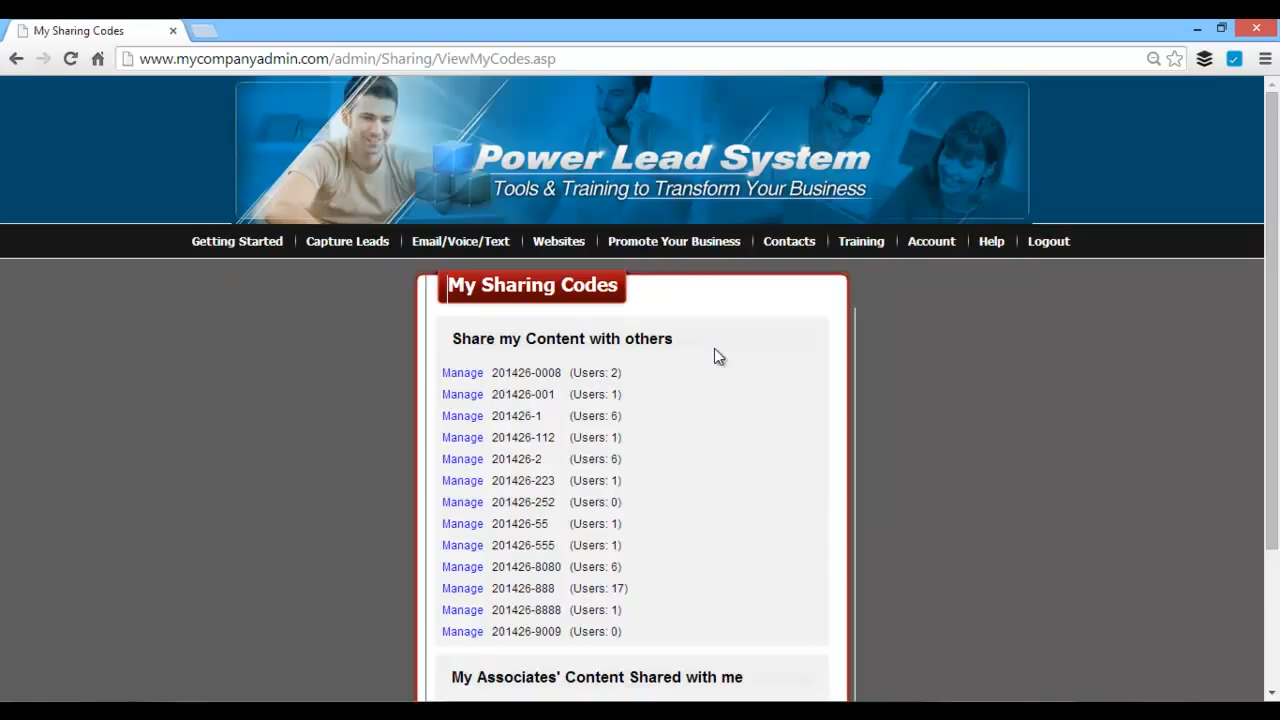 My Sharing Codes
www.mycompanyadmin.com/admin/Sharing/ViewMyCodes.asp
Power Lead System
Tools & Training to Transform Your Business
Getting Started Capture Leads Email/Voice/Text Websites Promote Your Business Contacts Training Account Help Logout
My Sharing Codes
Share my Content with others
Manage 201426-0008 (Users: 2)
Manage 201426-001 (Users: 1)
Manage 201426-1 (Users: 6)
Manage 201426-112 (Users: 1)
Manage 201426-2 (Users: 6)
Manage 201426-223 (Users: 1)
Manage 201426-252 (Users: 0)
Manage 201426-55 (Users: 1)
Manage 201426-555 (Users: 1)
Manage 201426-8080 (Users: 6)
Manage 201426-888 (Users: 17)
Manage 201426-8888 (Users: 1)
Manage 201426-9009 (Users: 0)
My Associates' Content Shared with me